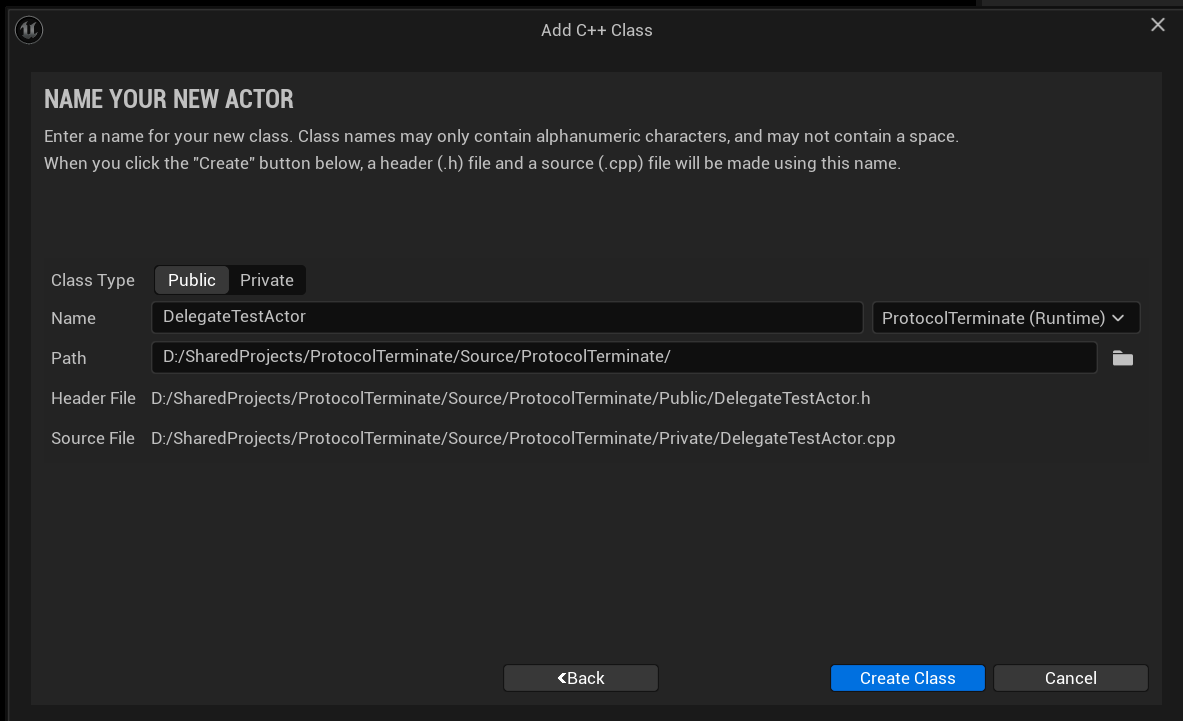 Add C++ Class
NAME YOUR NEW ACTOR
Enter a name for your new class. Class names may only contain alphanumeric characters, and may not contain a space.
When you click the "Create" button below, a header (.h) file and a source (.cpp) file will be made using this name.
Class Type Public Private
Name DelegateTestActor ProtocolTerminate (Runtime)
Path D:/SharedProjects/ProtocolTerminate/Source/ProtocolTerminate/
Header File D:/SharedProjects/ProtocolTerminate/Source/ProtocolTerminate/Public/DelegateTestActor.h
Source File D:/SharedProjects/ProtocolTerminate/Source/ProtocolTerminate/Private/DelegateTestActor.cpp
Back Create Class Cancel